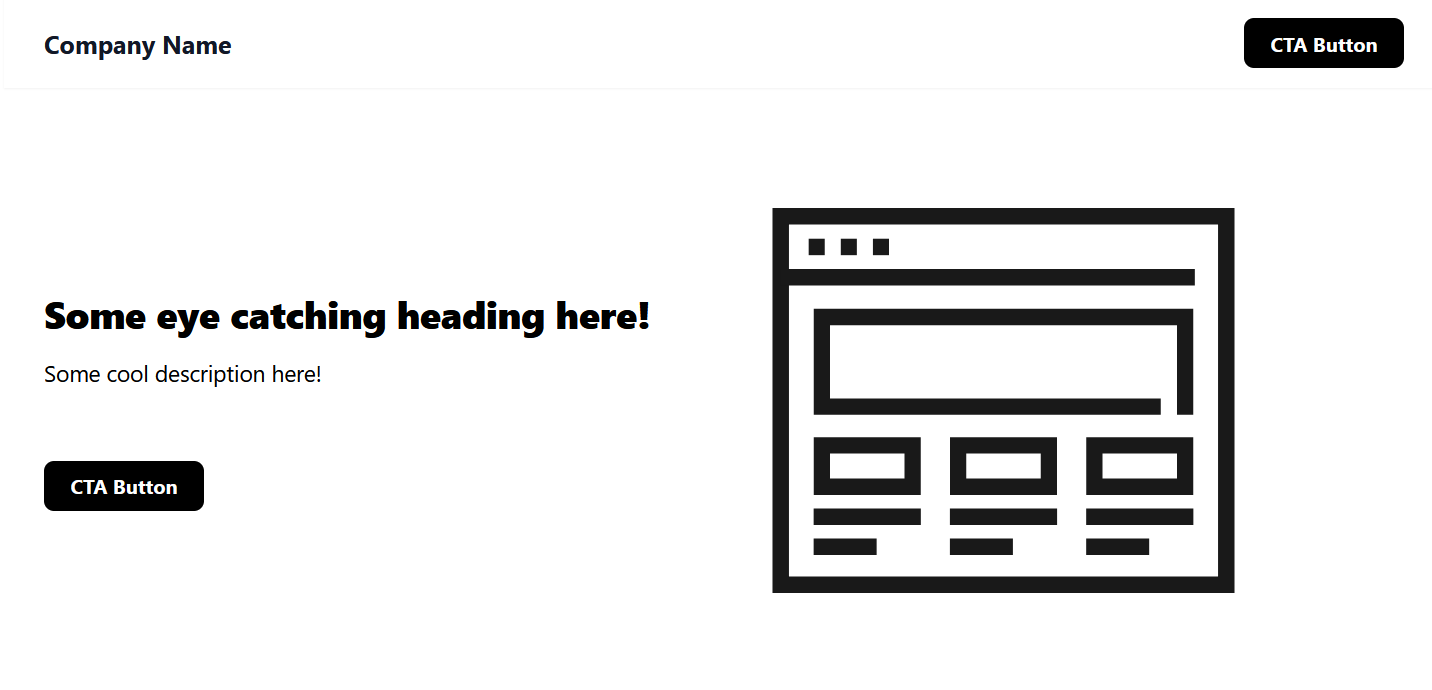 Company Name
CTA Button
Some eye catching heading here!
Some cool description here!
CTA Button